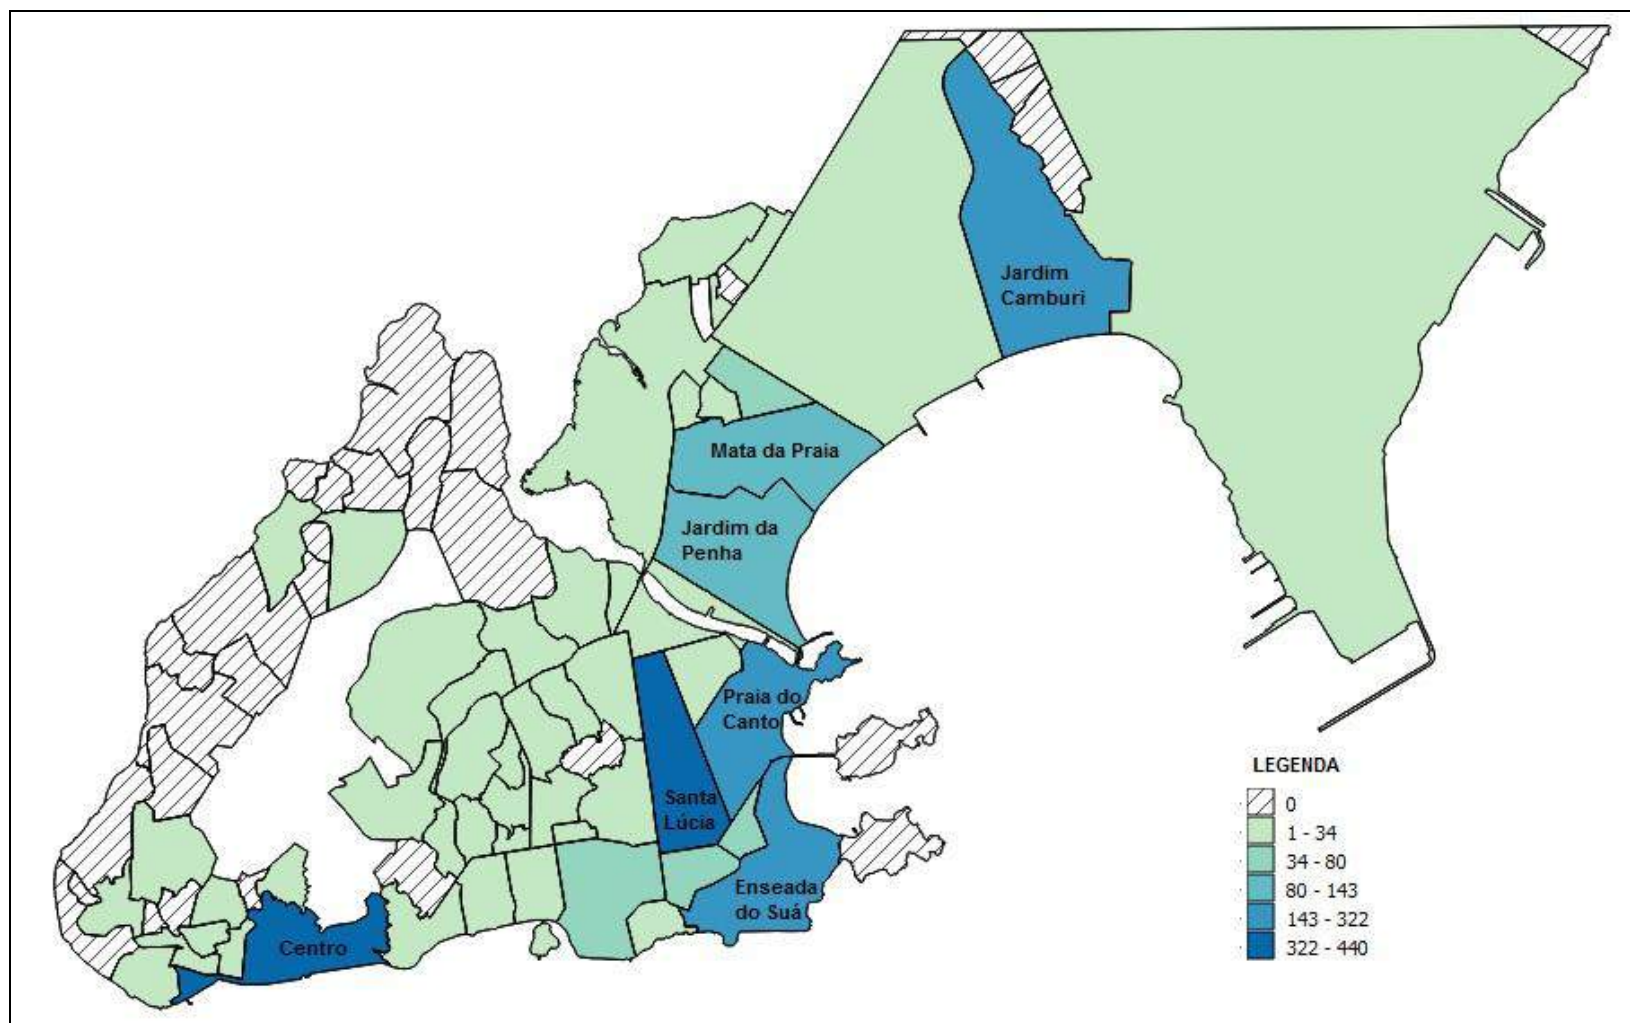 Jardim
Camburi
Mata da Praia
Jardim da
Penha
Praia do
Canto
Santa
Lúcia
Enseada
do Suá
Centro
LEGENDA
0
1 - 34
34 - 80
80 - 143
143 - 322
322 - 440